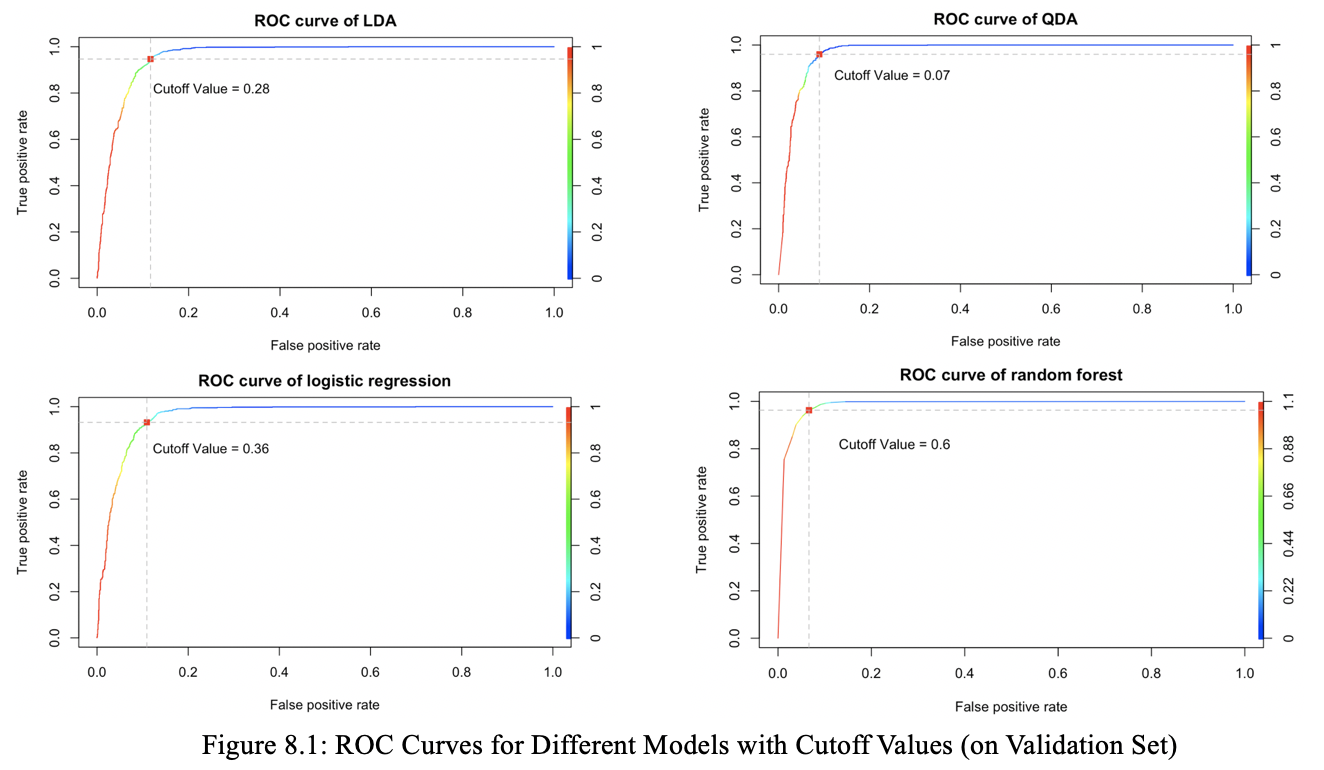 ROC curve of LDA
True positive rate
0.0 0.2 0.4 0.6 0.8 1.0
Cutoff Value = 0.28
0 0.2 0.4 0.6 0.8 1
0.0 0.2 0.4 0.6 0.8 1.0
False positive rate
ROC curve of QDA
True positive rate
0.0 0.2 0.4 0.6 0.8 1.0
Cutoff Value = 0.07
0 0.2 0.4 0.6 0.8 1
0.0 0.2 0.4 0.6 0.8 1.0
False positive rate
ROC curve of logistic regression
True positive rate
0.0 0.2 0.4 0.6 0.8 1.0
Cutoff Value = 0.36
0 0.2 0.4 0.6 0.8 1
0.0 0.2 0.4 0.6 0.8 1.0
False positive rate
ROC curve of random forest
True positive rate
0.0 0.2 0.4 0.6 0.8 1.0
Cutoff Value = 0.6
0 0.22 0.44 0.66 0.88 1.1
0.0 0.2 0.4 0.6 0.8 1.0
False positive rate
Figure 8.1: ROC Curves for Different Models with Cutoff Values (on Validation Set)